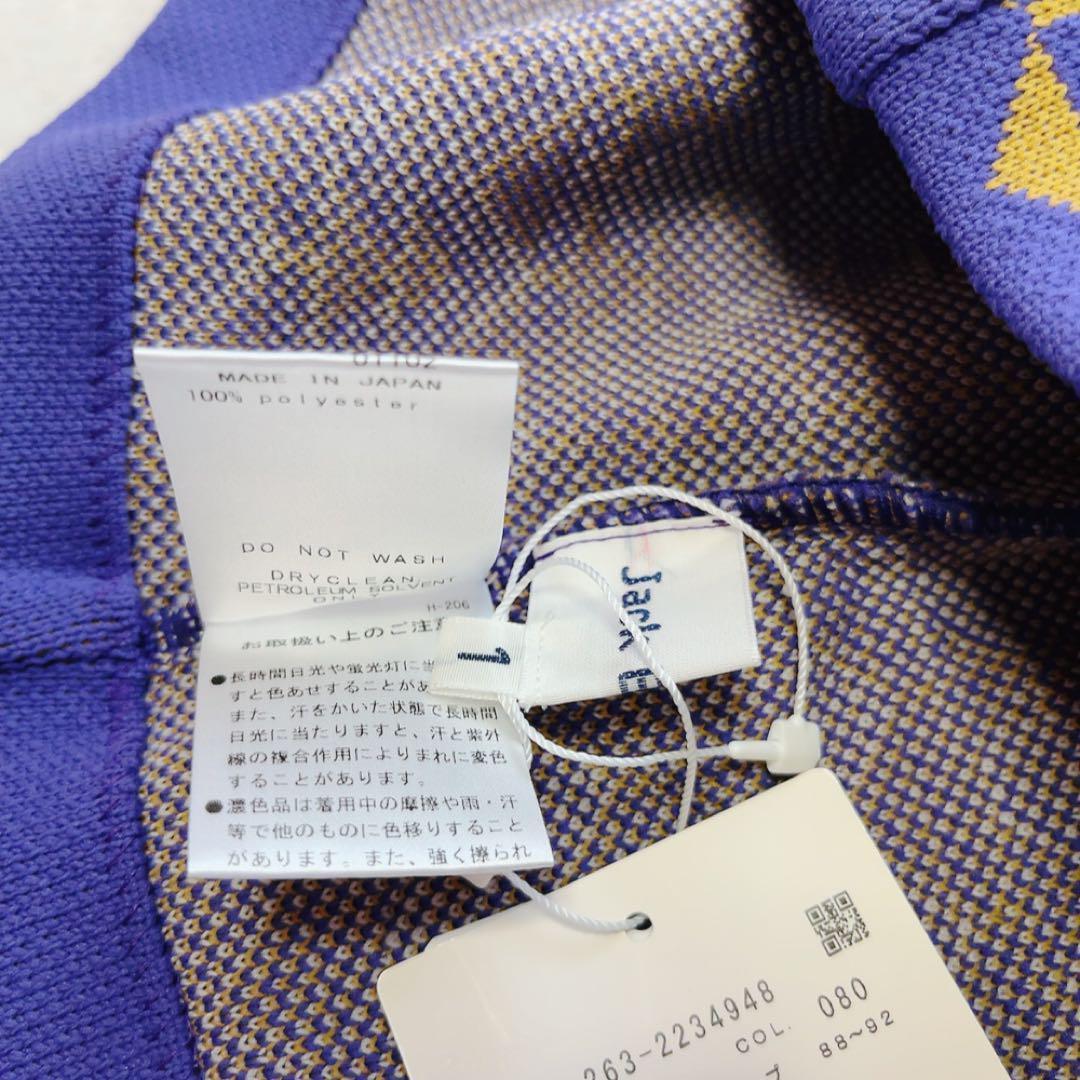 01102
MADE IN JAPAN
100% polyester
DO NOT WASH
DRYCLEAN
PETROLEUM SOLVENT
ONLY
H-206
お取扱い上のご注意
●長時間日光や蛍光灯に当
すと色あせすることがあ
また、汗をかいた状態で長時間
日光に当たりますと、汗と紫外
線の複合作用によりまれに変色
することがあります。
●濃色品は着用中の摩擦や雨・汗
等で他のものに色移りすること
があります。また、強く擦られ
1
Jacqu
263-2234948
COL. 080
プ 88~92